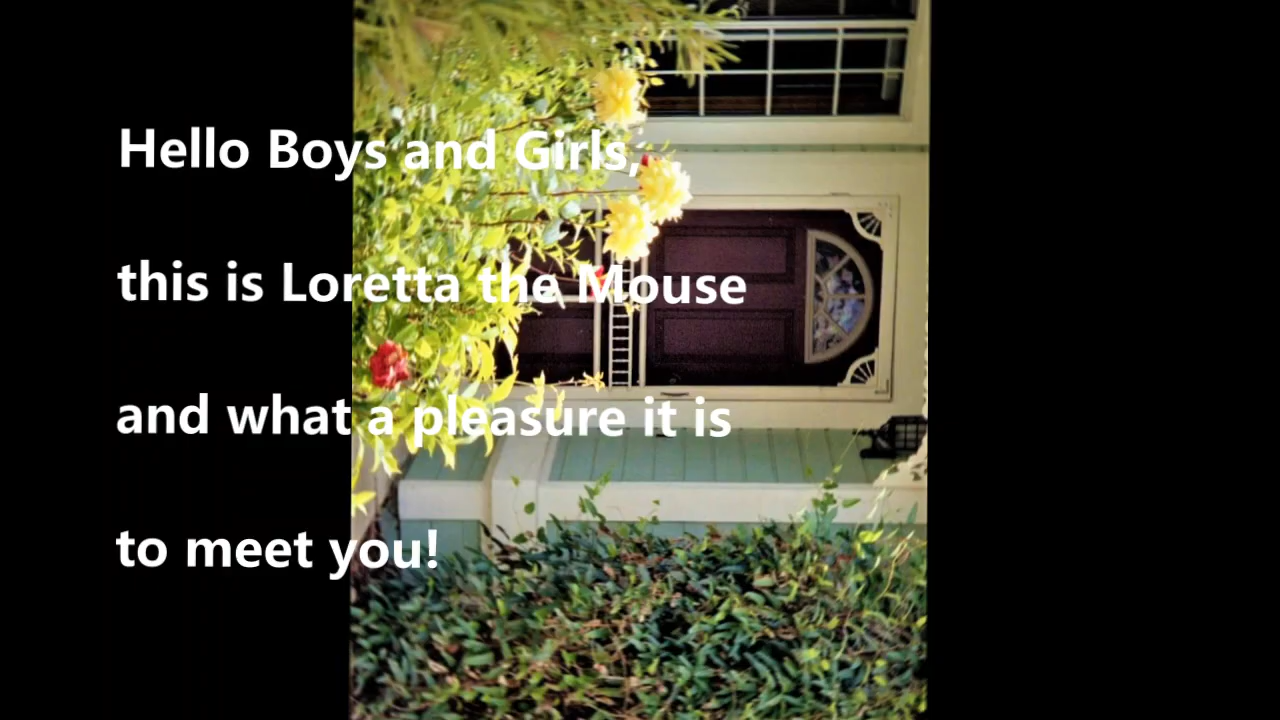 Hello Boys and Girls,
this is Loretta the Mouse
and what a pleasure it is
to meet you!